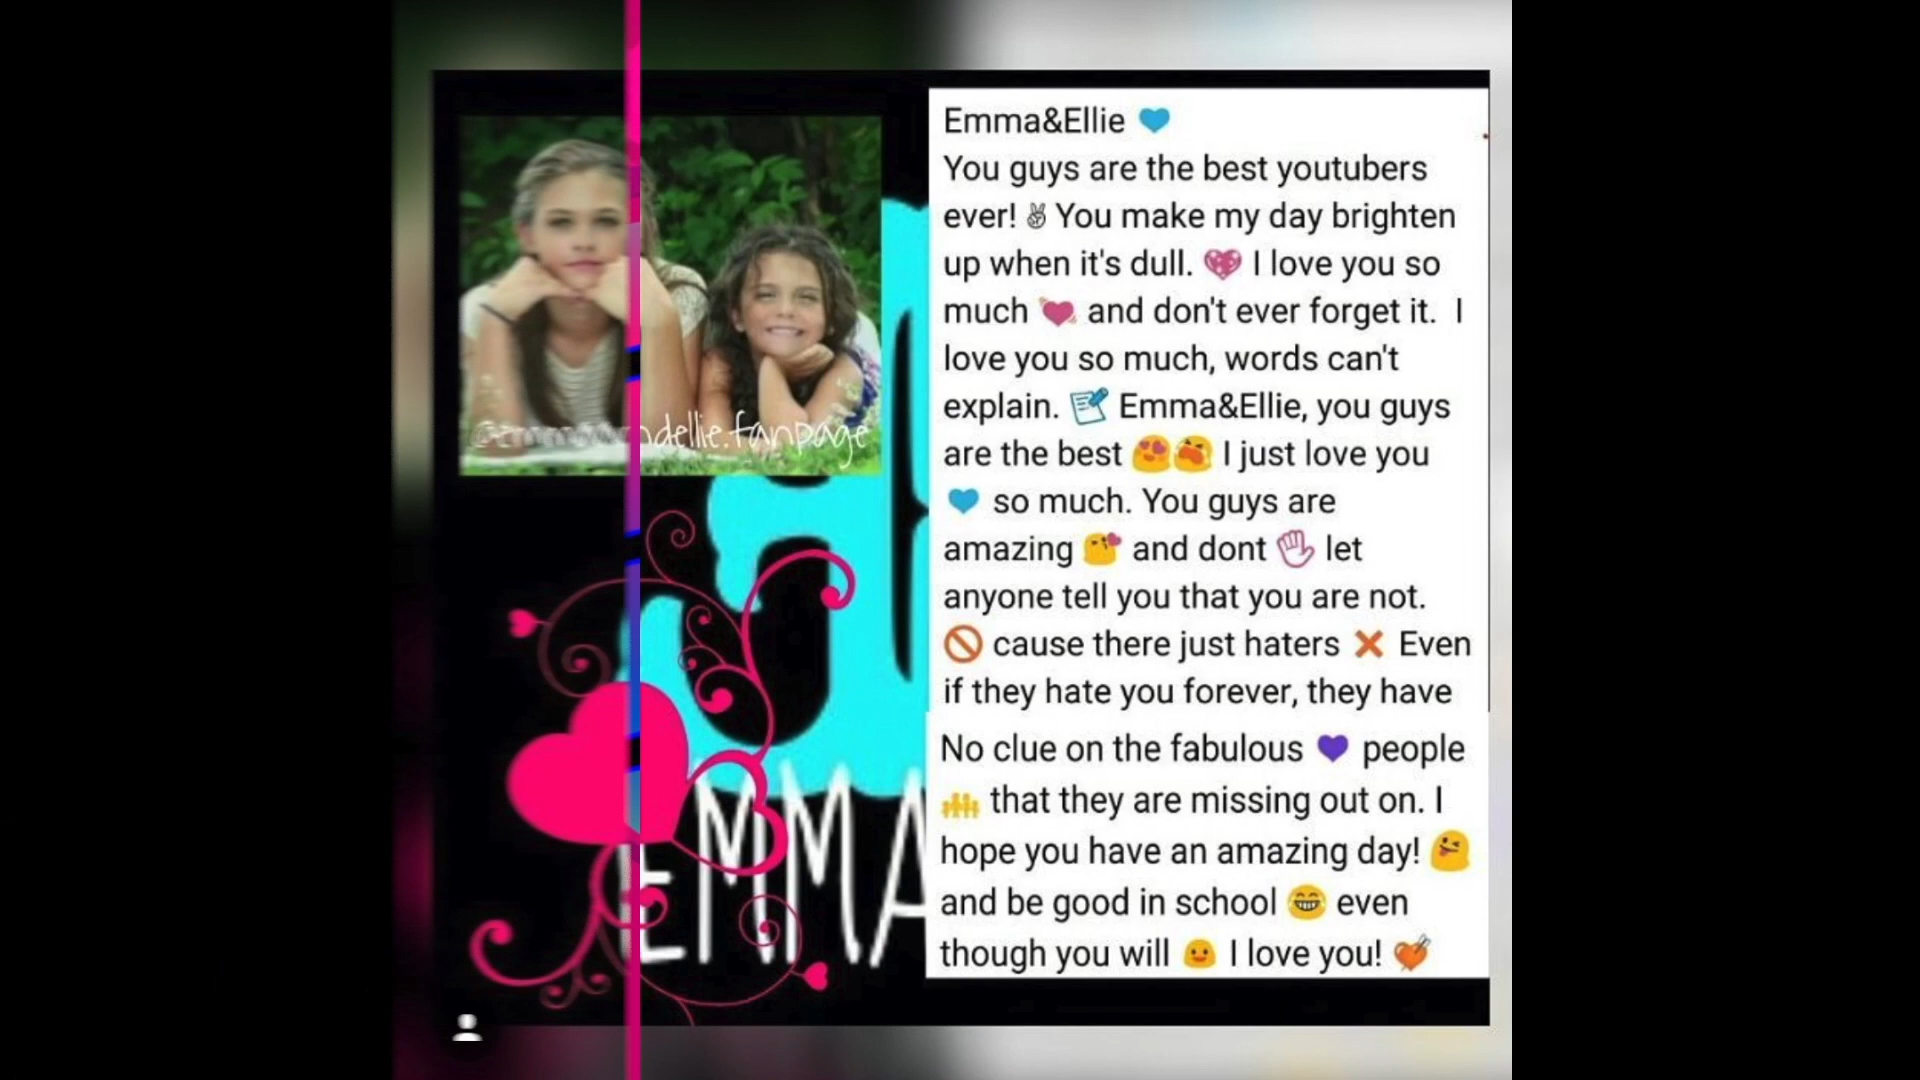 Emma&Ellie 💙
You guys are the best youtubers
ever! ✌ You make my day brighten
up when it's dull. 💖 I love you so
much 💘 and don't ever forget it. I
love you so much, words can't
explain. 📝 Emma&Ellie, you guys
are the best 😍😝 I just love you
💙 so much. You guys are
amazing 😘 and dont ✋ let
anyone tell you that you are not.
🚫 cause there just haters ❌ Even
if they hate you forever, they have
No clue on the fabulous 💜 people
👪 that they are missing out on. I
hope you have an amazing day! 😜
and be good in school 😂 even
though you will 🙂 I love you! 💘
@emmaandellie.fanpage
EMMA